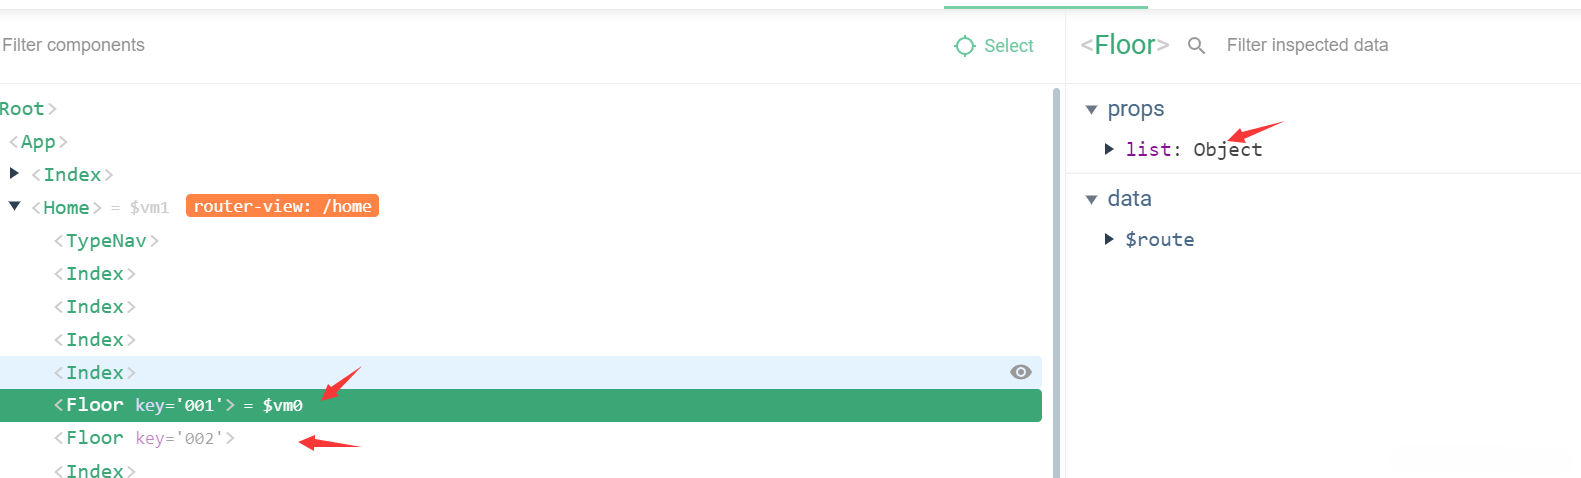 Filter components
Select
Root>
<App>
<Index>
<Home> = $vm1 router-view: /home
<TypeNav>
<Index>
<Index>
<Index>
<Index>
<Floor key='001'> = $vm0
<Floor key='002'>
<Index>
<Floor>
Filter inspected data
props
list: Object
data
$route